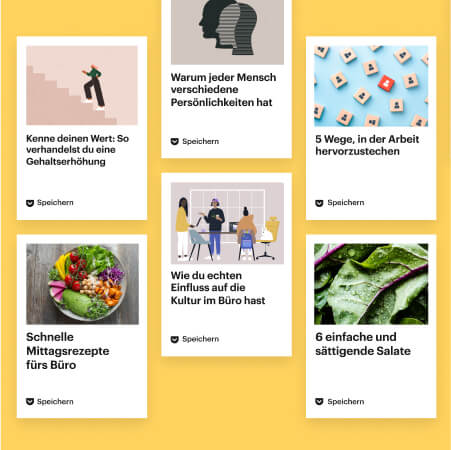 Kenne deinen Wert: So
verhandelst du eine
Gehaltserhöhung
Speichern
Schnelle
Mittagsrezepte
fürs Büro
Speichern
Warum jeder Mensch
verschiedene
Persönlichkeiten hat
Speichern
Wie du echten
Einfluss auf die
Kultur im Büro hast
Speichern
5 Wege, in der Arbeit
hervorzustechen
Speichern
6 einfache und
sättigende Salate
Speichern